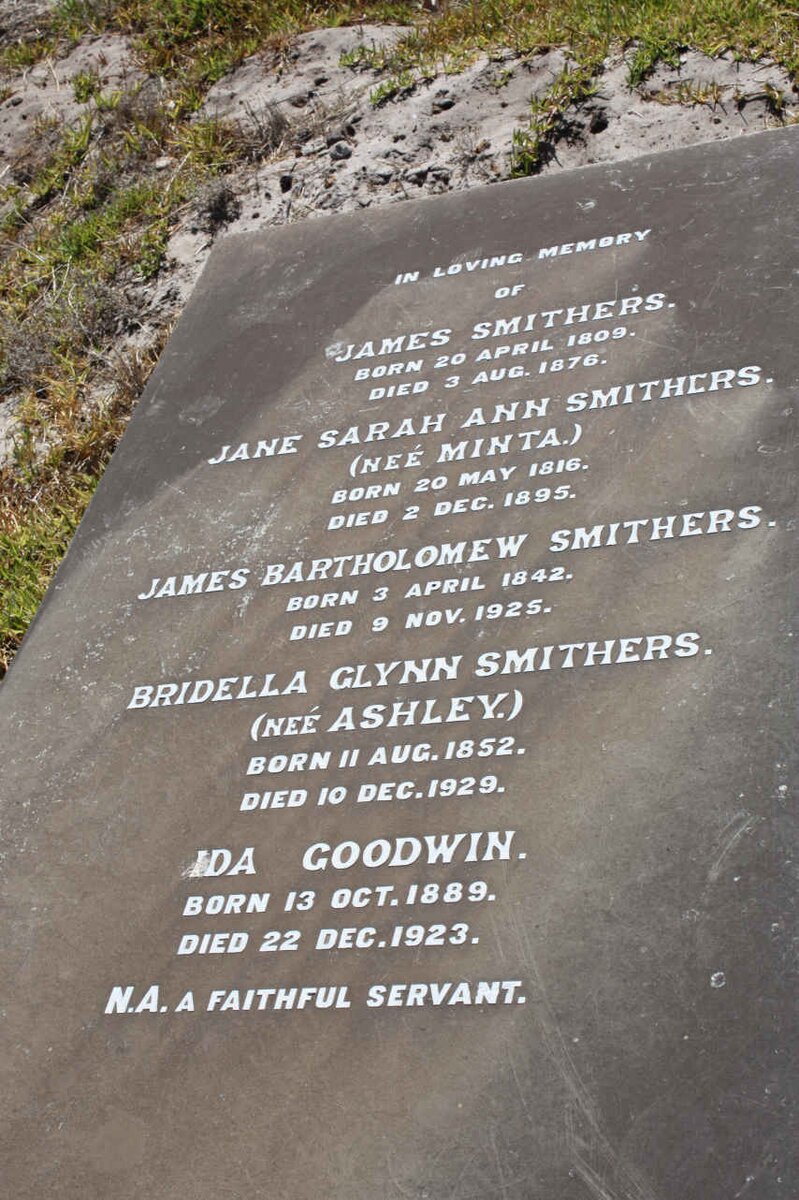 IN LOVING MEMORY
OF
JAMES SMITHERS.
BORN 20 APRIL 1809.
DIED 3 AUG. 1876.
JANE SARAH ANN SMITHERS.
(NEÉ MINTA.)
BORN 20 MAY 1816.
DIED 2 DEC. 1895.
JAMES BARTHOLOMEW SMITHERS.
BORN 3 APRIL 1842.
DIED 9 NOV. 1925.
BRIDELLA GLYNN SMITHERS.
(NEÉ ASHLEY.)
BORN 11 AUG. 1852.
DIED 10 DEC. 1929.
IDA GOODWIN.
BORN 13 OCT. 1889.
DIED 22 DEC. 1923.
N.A. A FAITHFUL SERVANT.